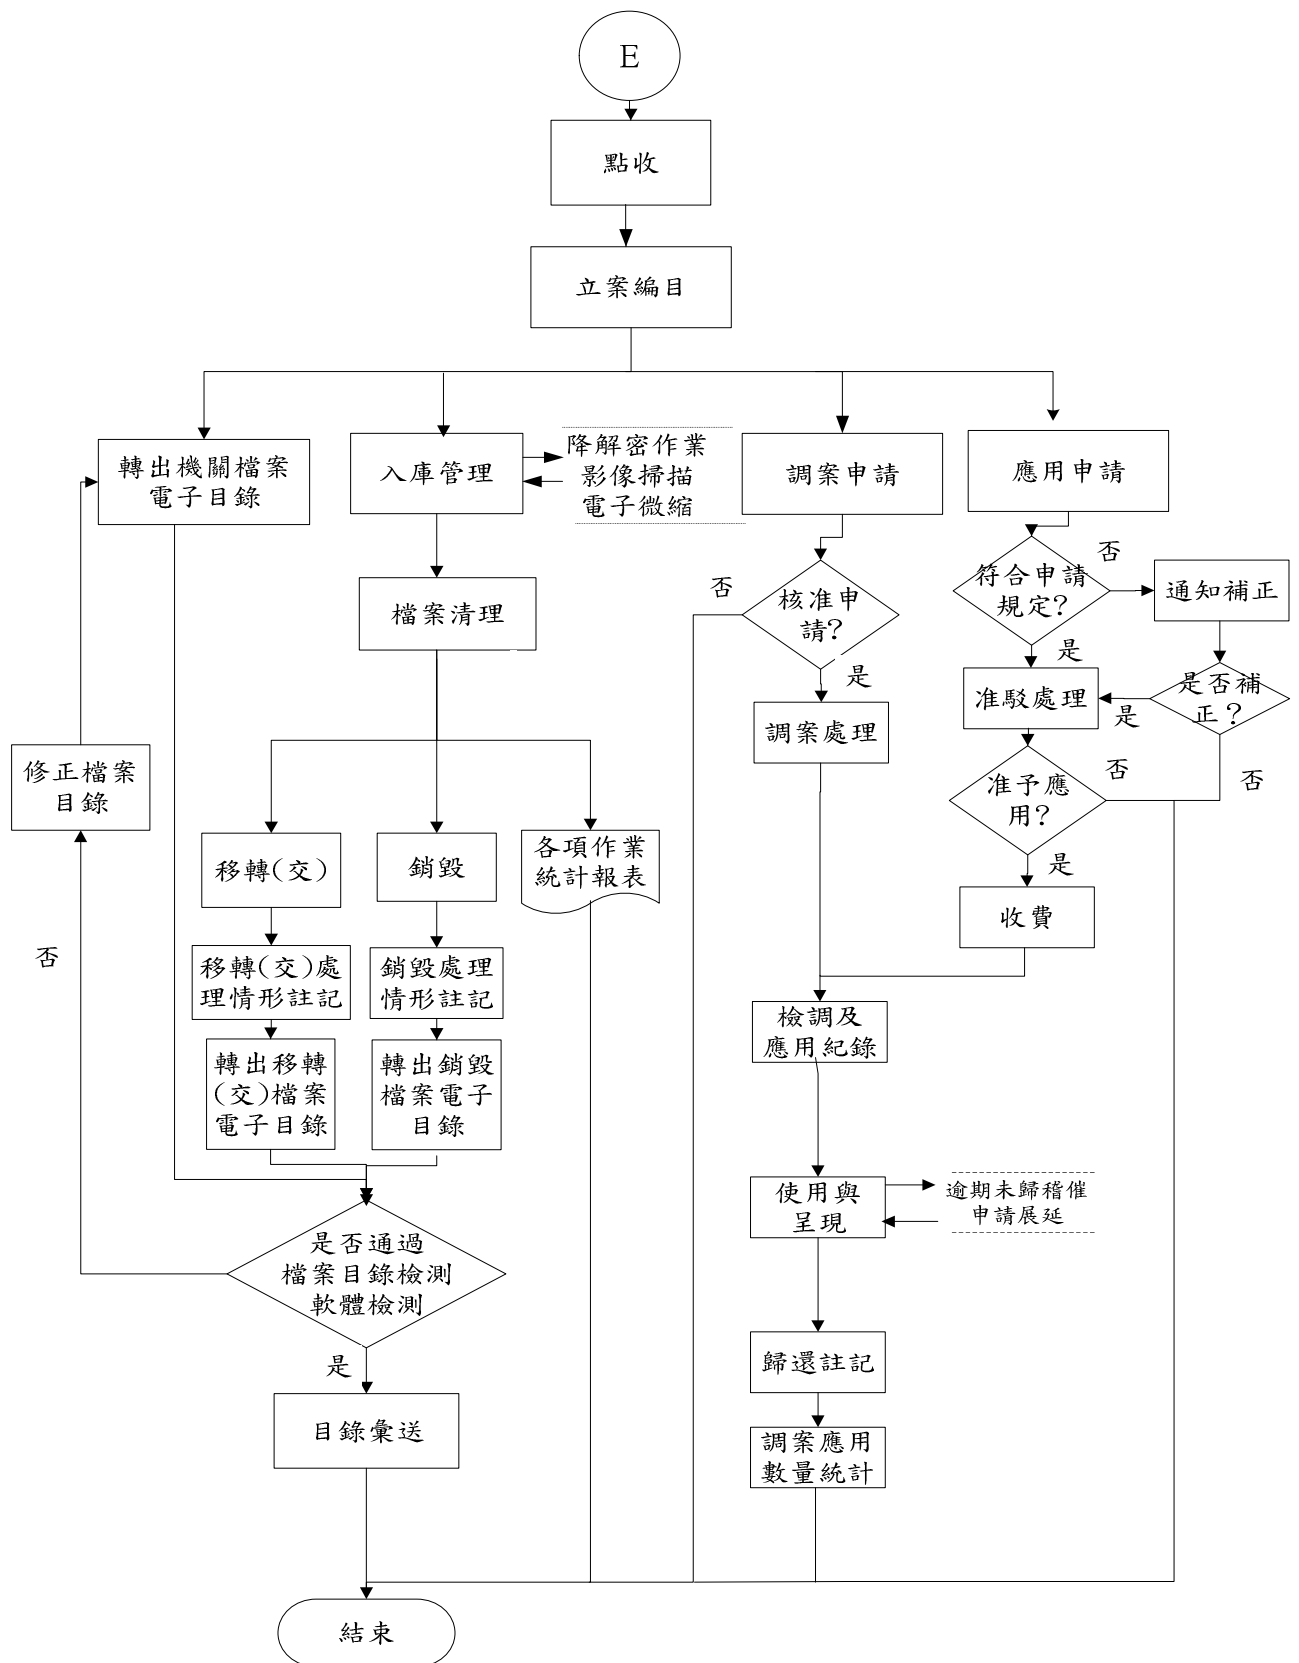 E
點收
立案編目
轉出機關檔案
電子目錄
入庫管理
降解密作業
影像掃描
電子微縮
調案申請
應用申請
否
符合申請
規定?
通知補正
否
核准申
請?
是
是
准駁處理
是否補
正?
是
調案處理
修正檔案
目錄
檔案清理
准予應
用?
否
否
是
移轉(交)
銷毀
各項作業
統計報表
收費
否
移轉(交)處
理情形註記
銷毀處理
情形註記
檢調及
應用紀錄
轉出移轉
(交)檔案
電子目錄
轉出銷毀
檔案電子
目錄
使用與
呈現
逾期未歸稽催
申請展延
是否通過
檔案目錄檢測
軟體檢測
是
歸還註記
目錄彙送
調案應用
數量統計
結束